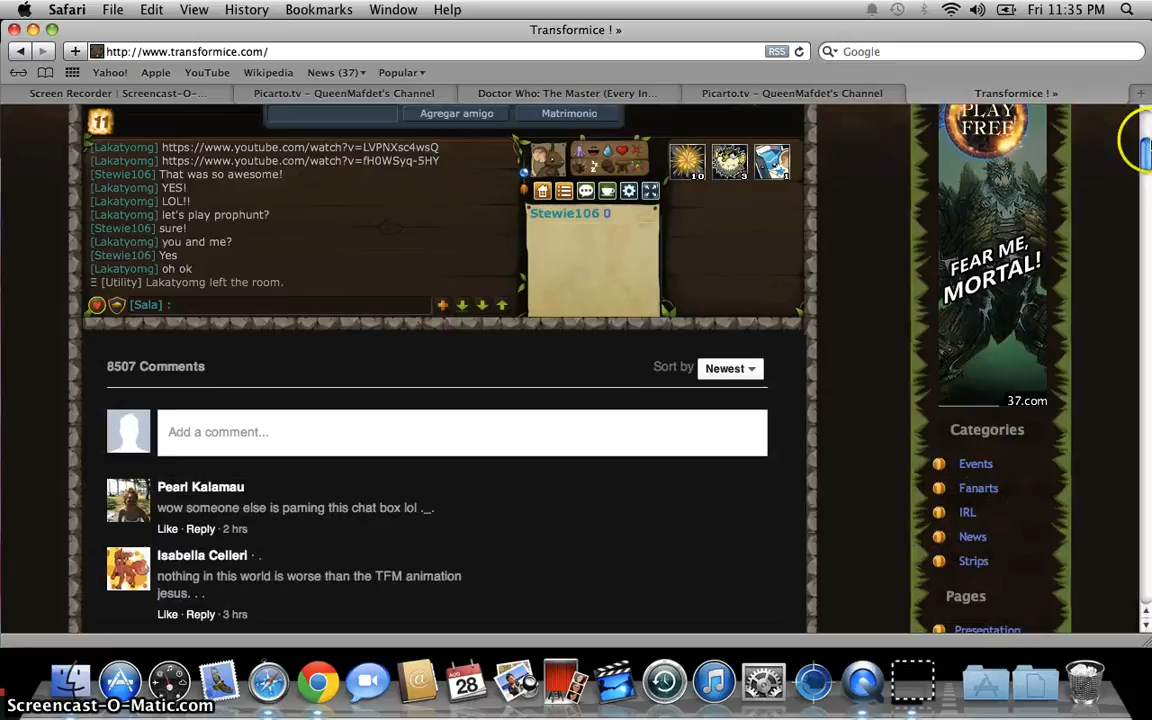 Safari File Edit View History Bookmarks Window Help Fri 11:35 PM
Transformice ! »
http://www.transformice.com/ RSS Google
Yahoo! Apple YouTube Wikipedia News (37) Popular
Screen Recorder | Screencast-O-... Picarto.tv - QueenMafdet's Channel Doctor Who: The Master (Every In... Picarto.tv - QueenMafdet's Channel Transformice ! »
11 Agregar amigo Matrimonio
PLAY FREE
[Lakatyomg] https://www.youtube.com/watch?v=LVPNXsc4wsQ
[Lakatyomg] https://www.youtube.com/watch?v=fH0WSyq-5HY
[Stewie106] That was so awesome!
[Lakatyomg] YES!
[Lakatyomg] LOL!!
[Lakatyomg] let's play prophunt?
[Stewie106] sure!
[Lakatyomg] you and me?
[Stewie106] Yes
[Lakatyomg] oh ok
Ξ [Utility] Lakatyomg left the room.
[Sala] :
10 3 1
Stewie106 0
FEAR ME, MORTAL!
37.com
8507 Comments Sort by Newest
Add a comment...
Pearl Kalamau
wow someone else is parning this chat box lol ._.
Like · Reply · 2 hrs
Isabella Celleri · .
nothing in this world is worse than the TFM animation
jesus. . .
Like · Reply · 3 hrs
Categories
Events
Fanarts
IRL
News
Strips
Pages
Presentation
AUG
28
Screencast-O-Matic.com